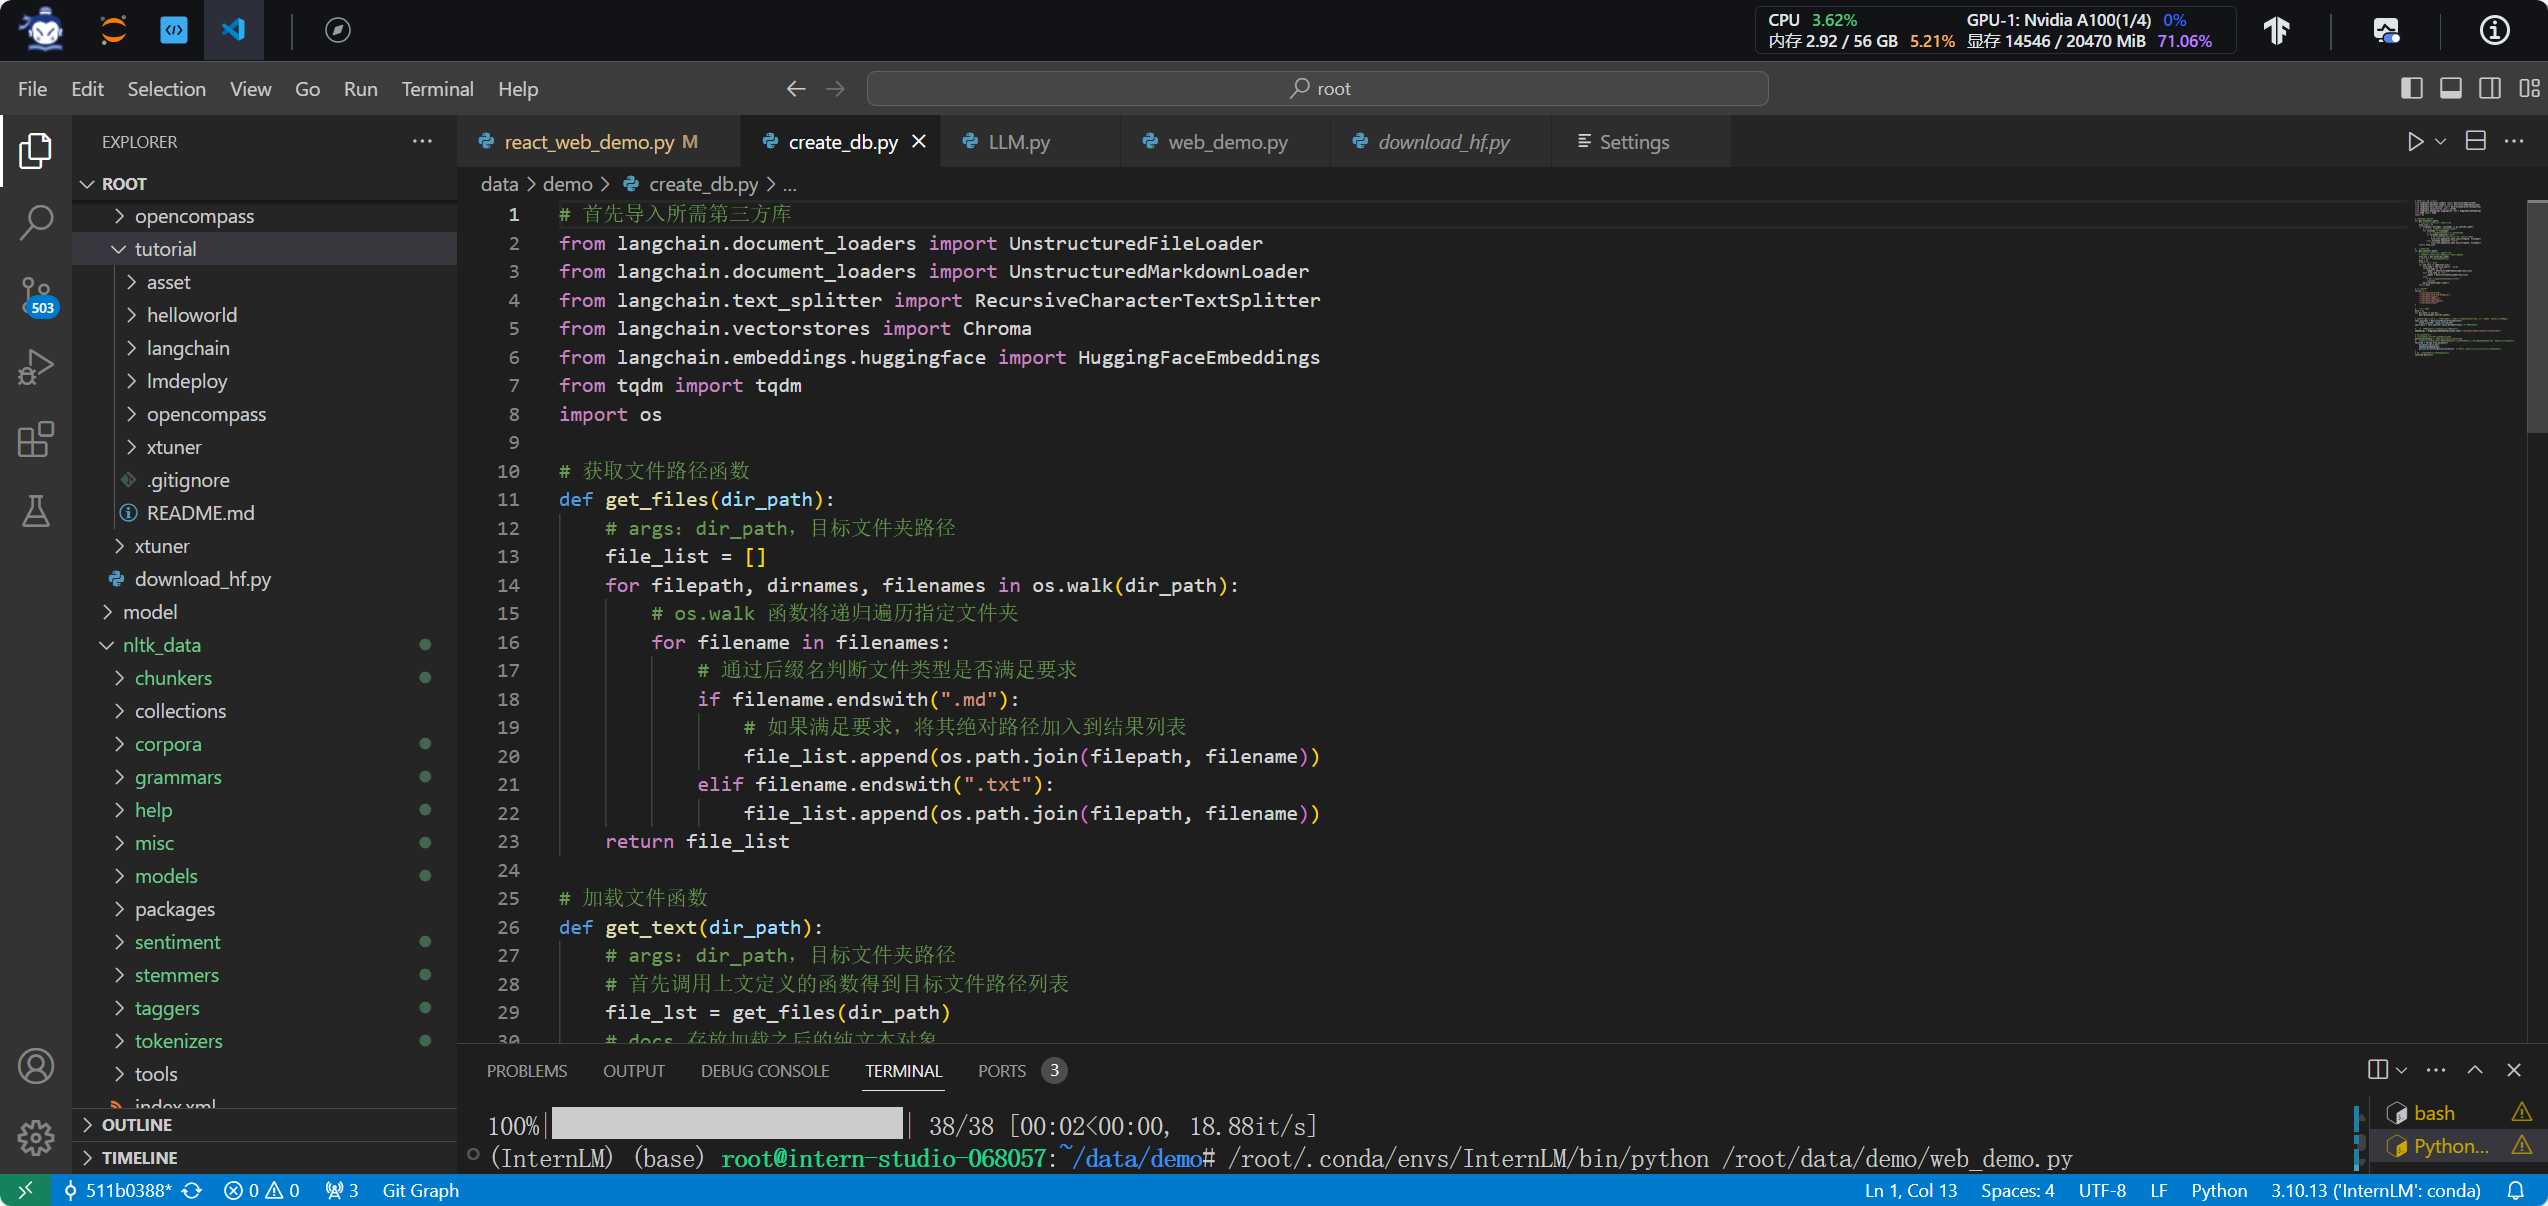 CPU 3.62%
内存 2.92 / 56 GB 5.21%
GPU-1: Nvidia A100(1/4) 0%
显存 14546 / 20470 MiB 71.06%
File Edit Selection View Go Run Terminal Help
root
EXPLORER
ROOT
opencompass
tutorial
asset
helloworld
langchain
lmdeploy
opencompass
xtuner
.gitignore
README.md
xtuner
download_hf.py
model
nltk_data
chunkers
collections
corpora
grammars
help
misc
models
packages
sentiment
stemmers
taggers
tokenizers
tools
index.xml
OUTLINE
TIMELINE
503
react_web_demo.py M
create_db.py
LLM.py
web_demo.py
download_hf.py
Settings
data > demo > create_db.py > ...
1 # 首先导入所需第三方库
2 from langchain.document_loaders import UnstructuredFileLoader
3 from langchain.document_loaders import UnstructuredMarkdownLoader
4 from langchain.text_splitter import RecursiveCharacterTextSplitter
5 from langchain.vectorstores import Chroma
6 from langchain.embeddings.huggingface import HuggingFaceEmbeddings
7 from tqdm import tqdm
8 import os
9
10 # 获取文件路径函数
11 def get_files(dir_path):
12 # args: dir_path，目标文件夹路径
13 file_list = []
14 for filepath, dirnames, filenames in os.walk(dir_path):
15 # os.walk 函数将递归遍历指定文件夹
16 for filename in filenames:
17 # 通过后缀名判断文件类型是否满足要求
18 if filename.endswith(".md"):
19 # 如果满足要求，将其绝对路径加入到结果列表
20 file_list.append(os.path.join(filepath, filename))
21 elif filename.endswith(".txt"):
22 file_list.append(os.path.join(filepath, filename))
23 return file_list
24
25 # 加载文件函数
26 def get_text(dir_path):
27 # args: dir_path，目标文件夹路径
28 # 首先调用上文定义的函数得到目标文件路径列表
29 file_lst = get_files(dir_path)
30 # docs 存放加载之后的纯文本对象
PROBLEMS OUTPUT DEBUG CONSOLE TERMINAL PORTS 3
100%| | 38/38 [00:02<00:00, 18.88it/s]
(InternLM) (base) root@intern-studio-068057:~/data/demo# /root/.conda/envs/InternLM/bin/python /root/data/demo/web_demo.py
bash
Python...
511b0388* 0 0 3 Git Graph
Ln 1, Col 13 Spaces: 4 UTF-8 LF Python 3.10.13 ('InternLM': conda)